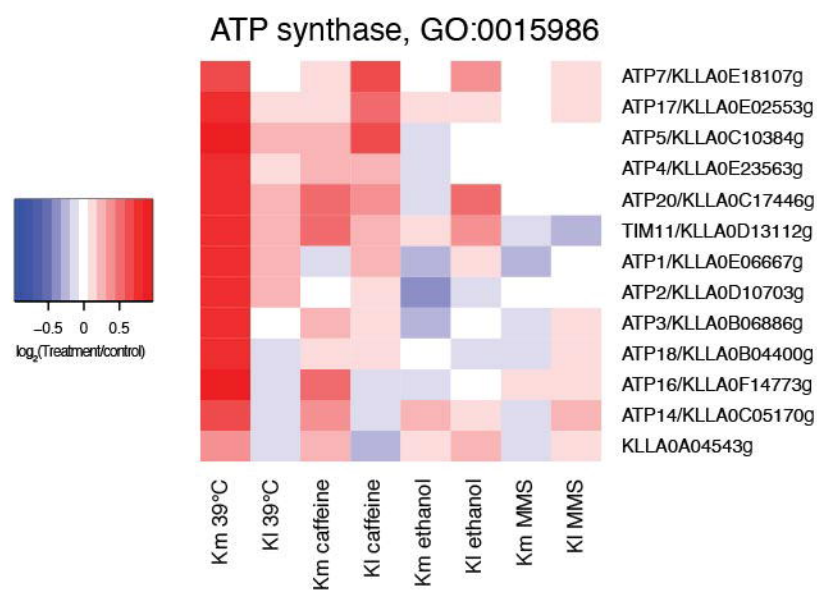 ATP synthase, GO:0015986
ATP7/KLLA0E18107g
ATP17/KLLA0E02553g
ATP5/KLLA0C10384g
ATP4/KLLA0E23563g
ATP20/KLLA0C17446g
TIM11/KLLA0D13112g
ATP1/KLLA0E06667g
ATP2/KLLA0D10703g
ATP3/KLLA0B06886g
ATP18/KLLA0B04400g
ATP16/KLLA0F14773g
ATP14/KLLA0C05170g
KLLA0A04543g
−0.5 0 0.5
log₂(Treatment/control)
Km 39°C
Kl 39°C
Km caffeine
Kl caffeine
Km ethanol
Kl ethanol
Km MMS
Kl MMS